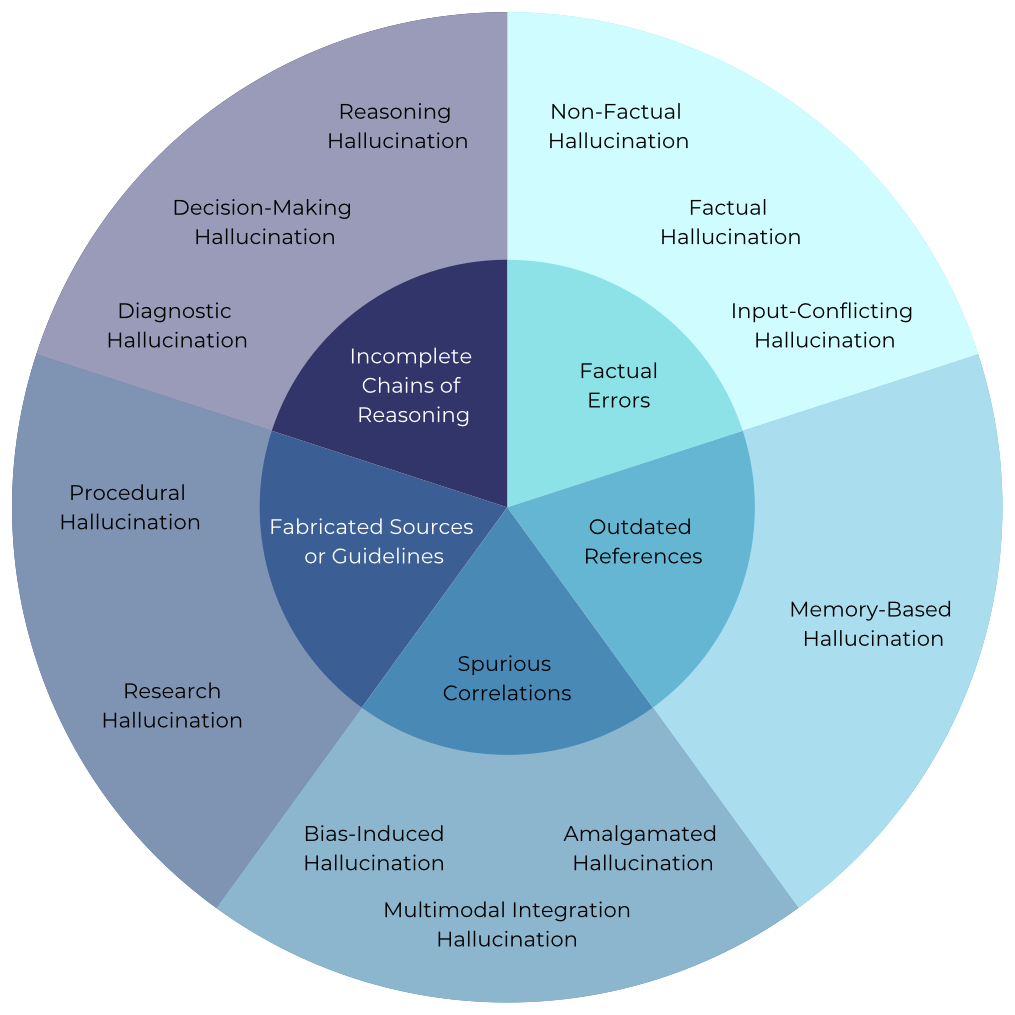 Reasoning
Hallucination
Non-Factual
Hallucination
Decision-Making
Hallucination
Factual
Hallucination
Diagnostic
Hallucination
Input-Conflicting
Hallucination
Incomplete
Chains of
Reasoning
Factual
Errors
Procedural
Hallucination
Fabricated Sources
or Guidelines
Outdated
References
Memory-Based
Hallucination
Spurious
Correlations
Research
Hallucination
Bias-Induced
Hallucination
Amalgamated
Hallucination
Multimodal Integration
Hallucination